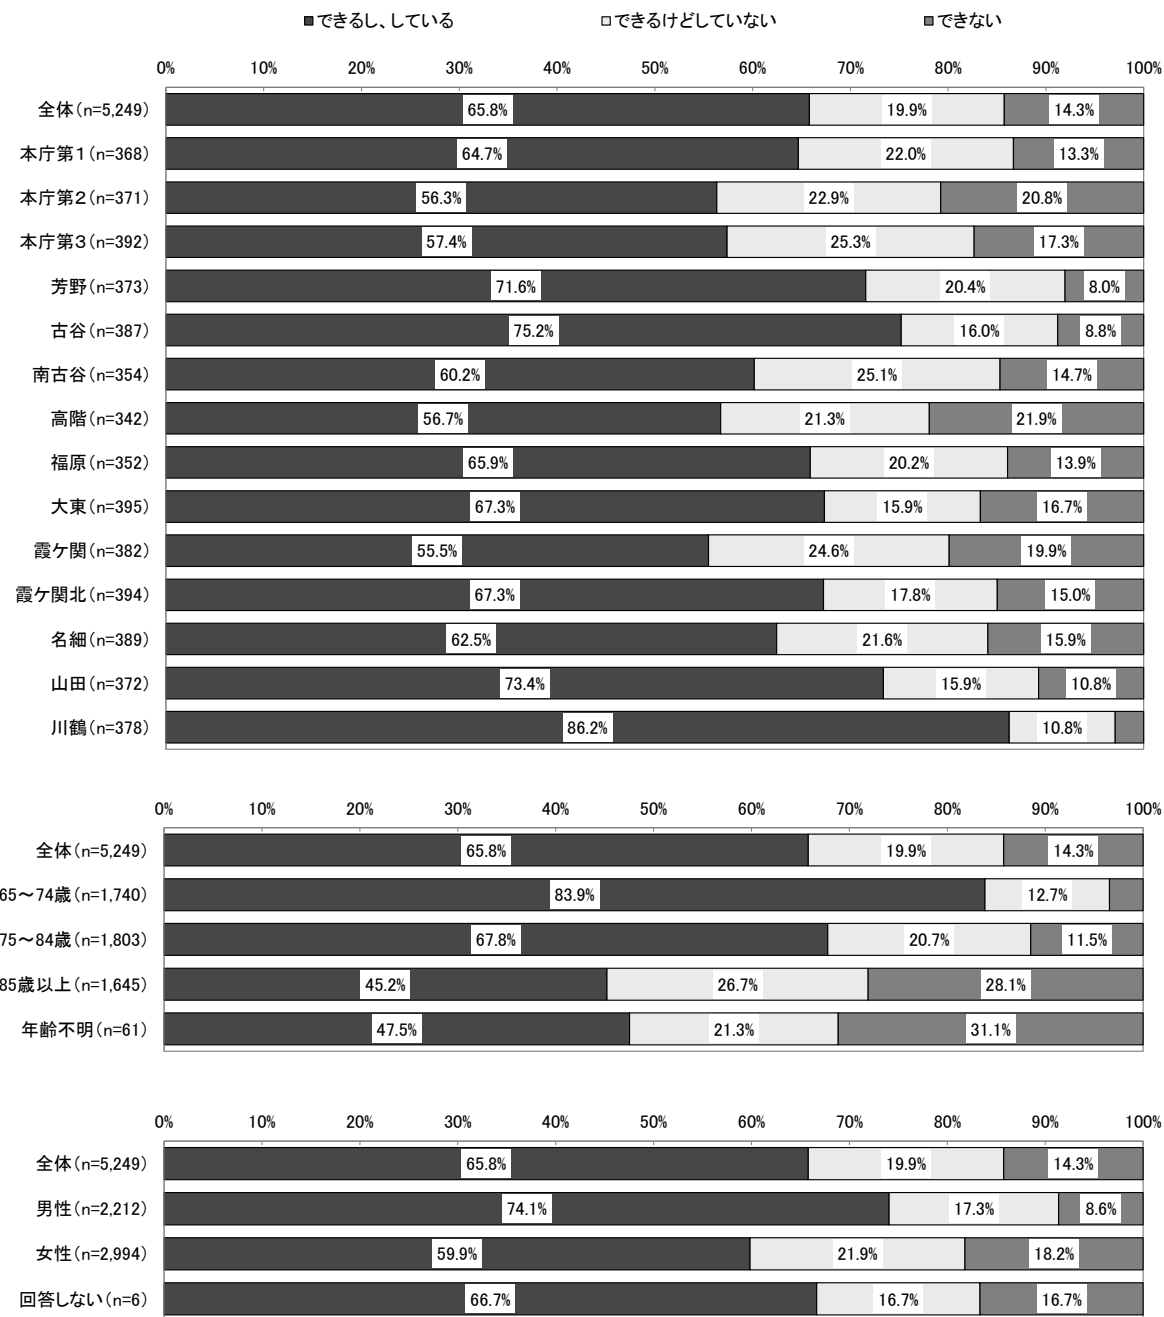 ■できるし、している □できるけどしていない ■できない
0% 10% 20% 30% 40% 50% 60% 70% 80% 90% 100%
全体（n=5,249） 65.8% 19.9% 14.3%
本庁第１（n=368） 64.7% 22.0% 13.3%
本庁第２（n=371） 56.3% 22.9% 20.8%
本庁第３（n=392） 57.4% 25.3% 17.3%
芳野（n=373） 71.6% 20.4% 8.0%
古谷（n=387） 75.2% 16.0% 8.8%
南古谷（n=354） 60.2% 25.1% 14.7%
高階（n=342） 56.7% 21.3% 21.9%
福原（n=352） 65.9% 20.2% 13.9%
大東（n=395） 67.3% 15.9% 16.7%
霞ケ関（n=382） 55.5% 24.6% 19.9%
霞ケ関北（n=394） 67.3% 17.8% 15.0%
名細（n=389） 62.5% 21.6% 15.9%
山田（n=372） 73.4% 15.9% 10.8%
川鶴（n=378） 86.2% 10.8%
0% 10% 20% 30% 40% 50% 60% 70% 80% 90% 100%
全体（n=5,249） 65.8% 19.9% 14.3%
65～74歳（n=1,740） 83.9% 12.7%
75～84歳（n=1,803） 67.8% 20.7% 11.5%
85歳以上（n=1,645） 45.2% 26.7% 28.1%
年齢不明（n=61） 47.5% 21.3% 31.1%
0% 10% 20% 30% 40% 50% 60% 70% 80% 90% 100%
全体（n=5,249） 65.8% 19.9% 14.3%
男性（n=2,212） 74.1% 17.3% 8.6%
女性（n=2,994） 59.9% 21.9% 18.2%
回答しない（n=6） 66.7% 16.7% 16.7%